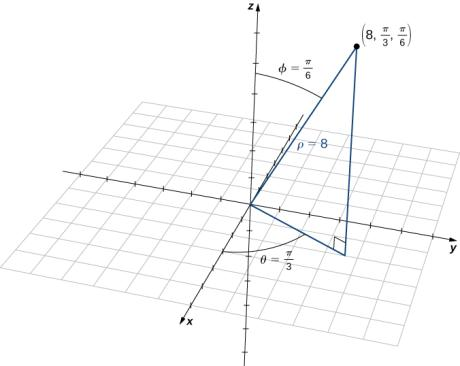 z
(8, π/3, π/6)
ϕ = π/6
ρ = 8
y
θ = π/3
x